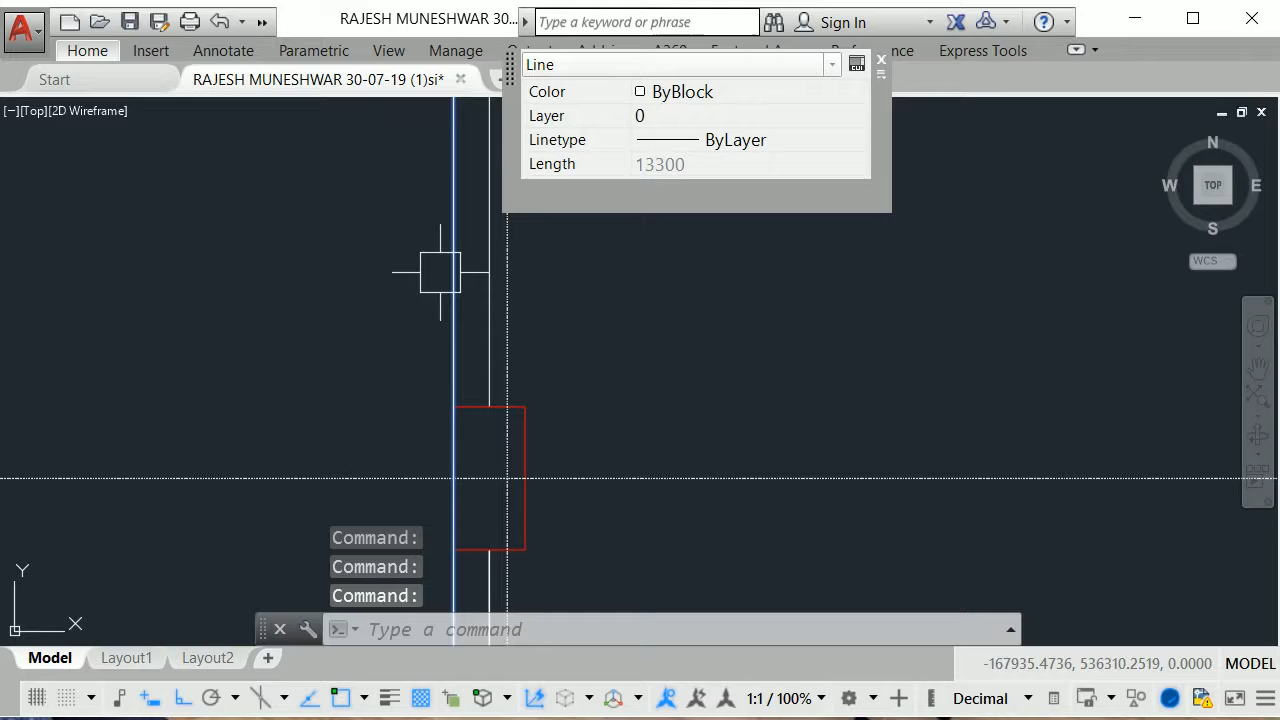 RAJESH MUNESHWAR 30...
Type a keyword or phrase
Sign In
Home Insert Annotate Parametric View Manage Express Tools
Start
RAJESH MUNESHWAR 30-07-19 (1)si*
[−][Top][2D Wireframe]
Line
CUI
Color ByBlock
Layer 0
Linetype ByLayer
Length 13300
N
W TOP E
S
WCS
Command:
Command:
Command:
Type a command
Y
X
Model Layout1 Layout2
-167935.4736, 536310.2519, 0.0000 MODEL
1:1 / 100% Decimal